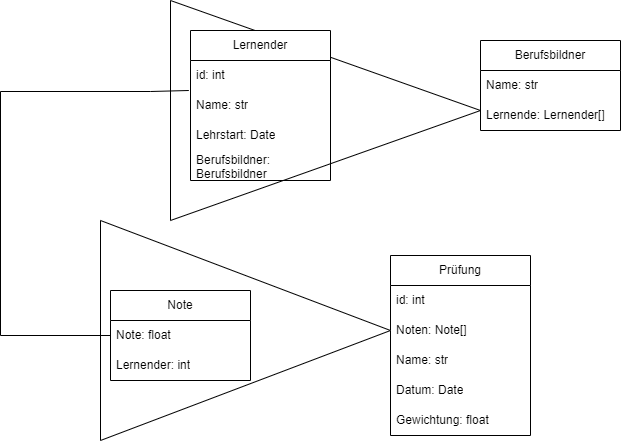 Lernender
id: int
Name: str
Lehrstart: Date
Berufsbildner:
Berufsbildner
Berufsbildner
Name: str
Lernende: Lernender[]
Note
Note: float
Lernender: int
Prüfung
id: int
Noten: Note[]
Name: str
Datum: Date
Gewichtung: float